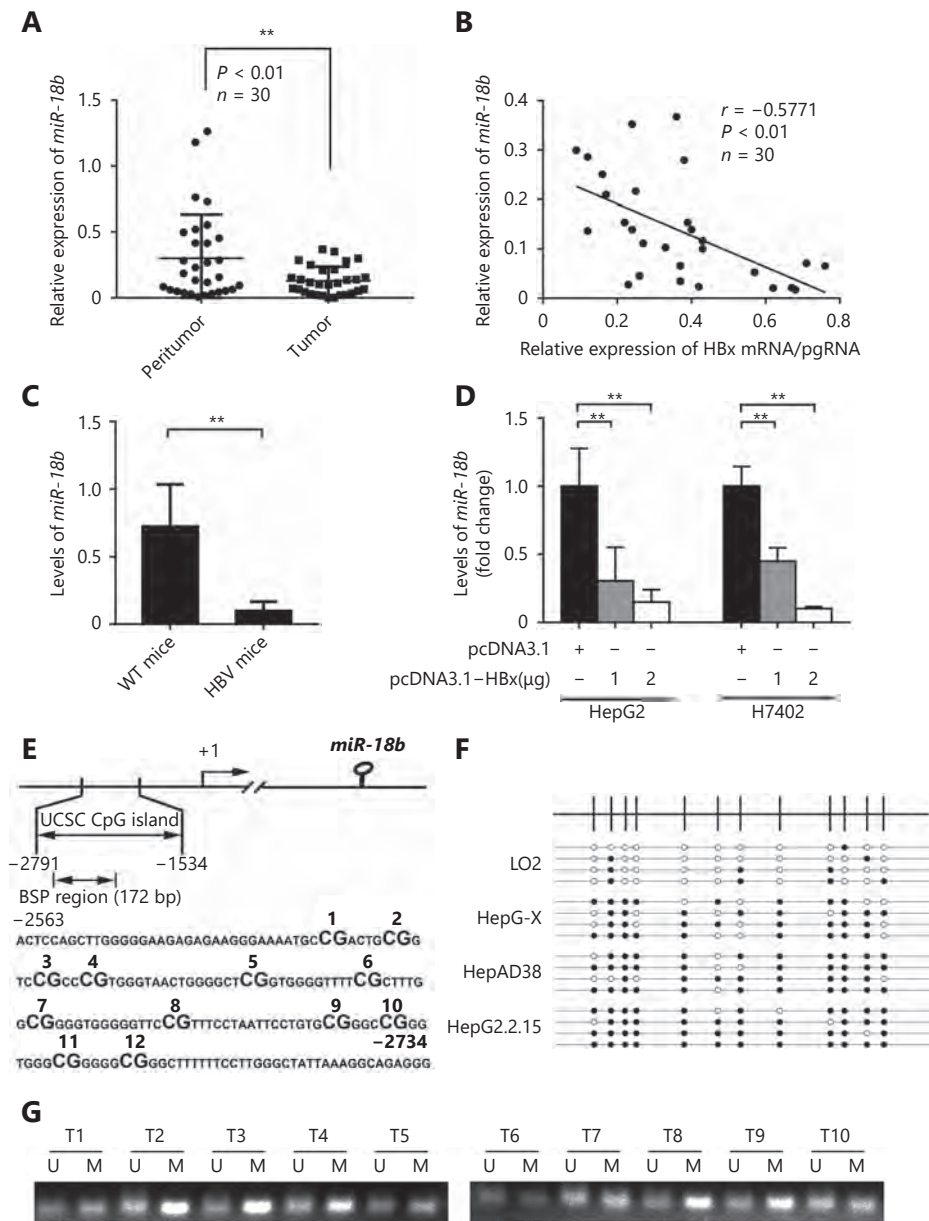 A
**
P < 0.01
n = 30
Relative expression of miR-18b
1.5
1.0
0.5
0
Peritumor
Tumor
B
Relative expression of miR-18b
0.4
0.3
0.2
0.1
0
r = −0.5771
P < 0.01
n = 30
0 0.2 0.4 0.6 0.8
Relative expression of HBx mRNA/pgRNA
C
**
Levels of miR-18b
1.5
1.0
0.5
0
WT mice
HBV mice
D
** **
** **
Levels of miR-18b
(fold change)
1.5
1.0
0.5
0
pcDNA3.1 + − − + − −
pcDNA3.1−HBx(μg) − 1 2 − 1 2
HepG2 H7402
E
+1
miR-18b
UCSC CpG island
−2791 −1534
BSP region (172 bp)
−2563
1 2
ACTCCAGCTTGGGGGAAGAGAGAAGGGAAAATGCCGACTGCGG
3 4 5 6
TCCGCCCGTGGGTAACTGGGGCTCGGTGGGGTTTTCGCTTTG
7 8 9 10
GCGGGGTGGGGGTTCCGTTTCCTAATTCCTGTGCGGGCCGGG
11 12 −2734
TGGGCGGGGGCGGGCTTTTTTCCTTGGGCTATTAAAGGCAGAGGG
F
LO2
HepG-X
HepAD38
HepG2.2.15
G
T1 T2 T3 T4 T5 T6 T7 T8 T9 T10
U M U M U M U M U M U M U M U M U M U M